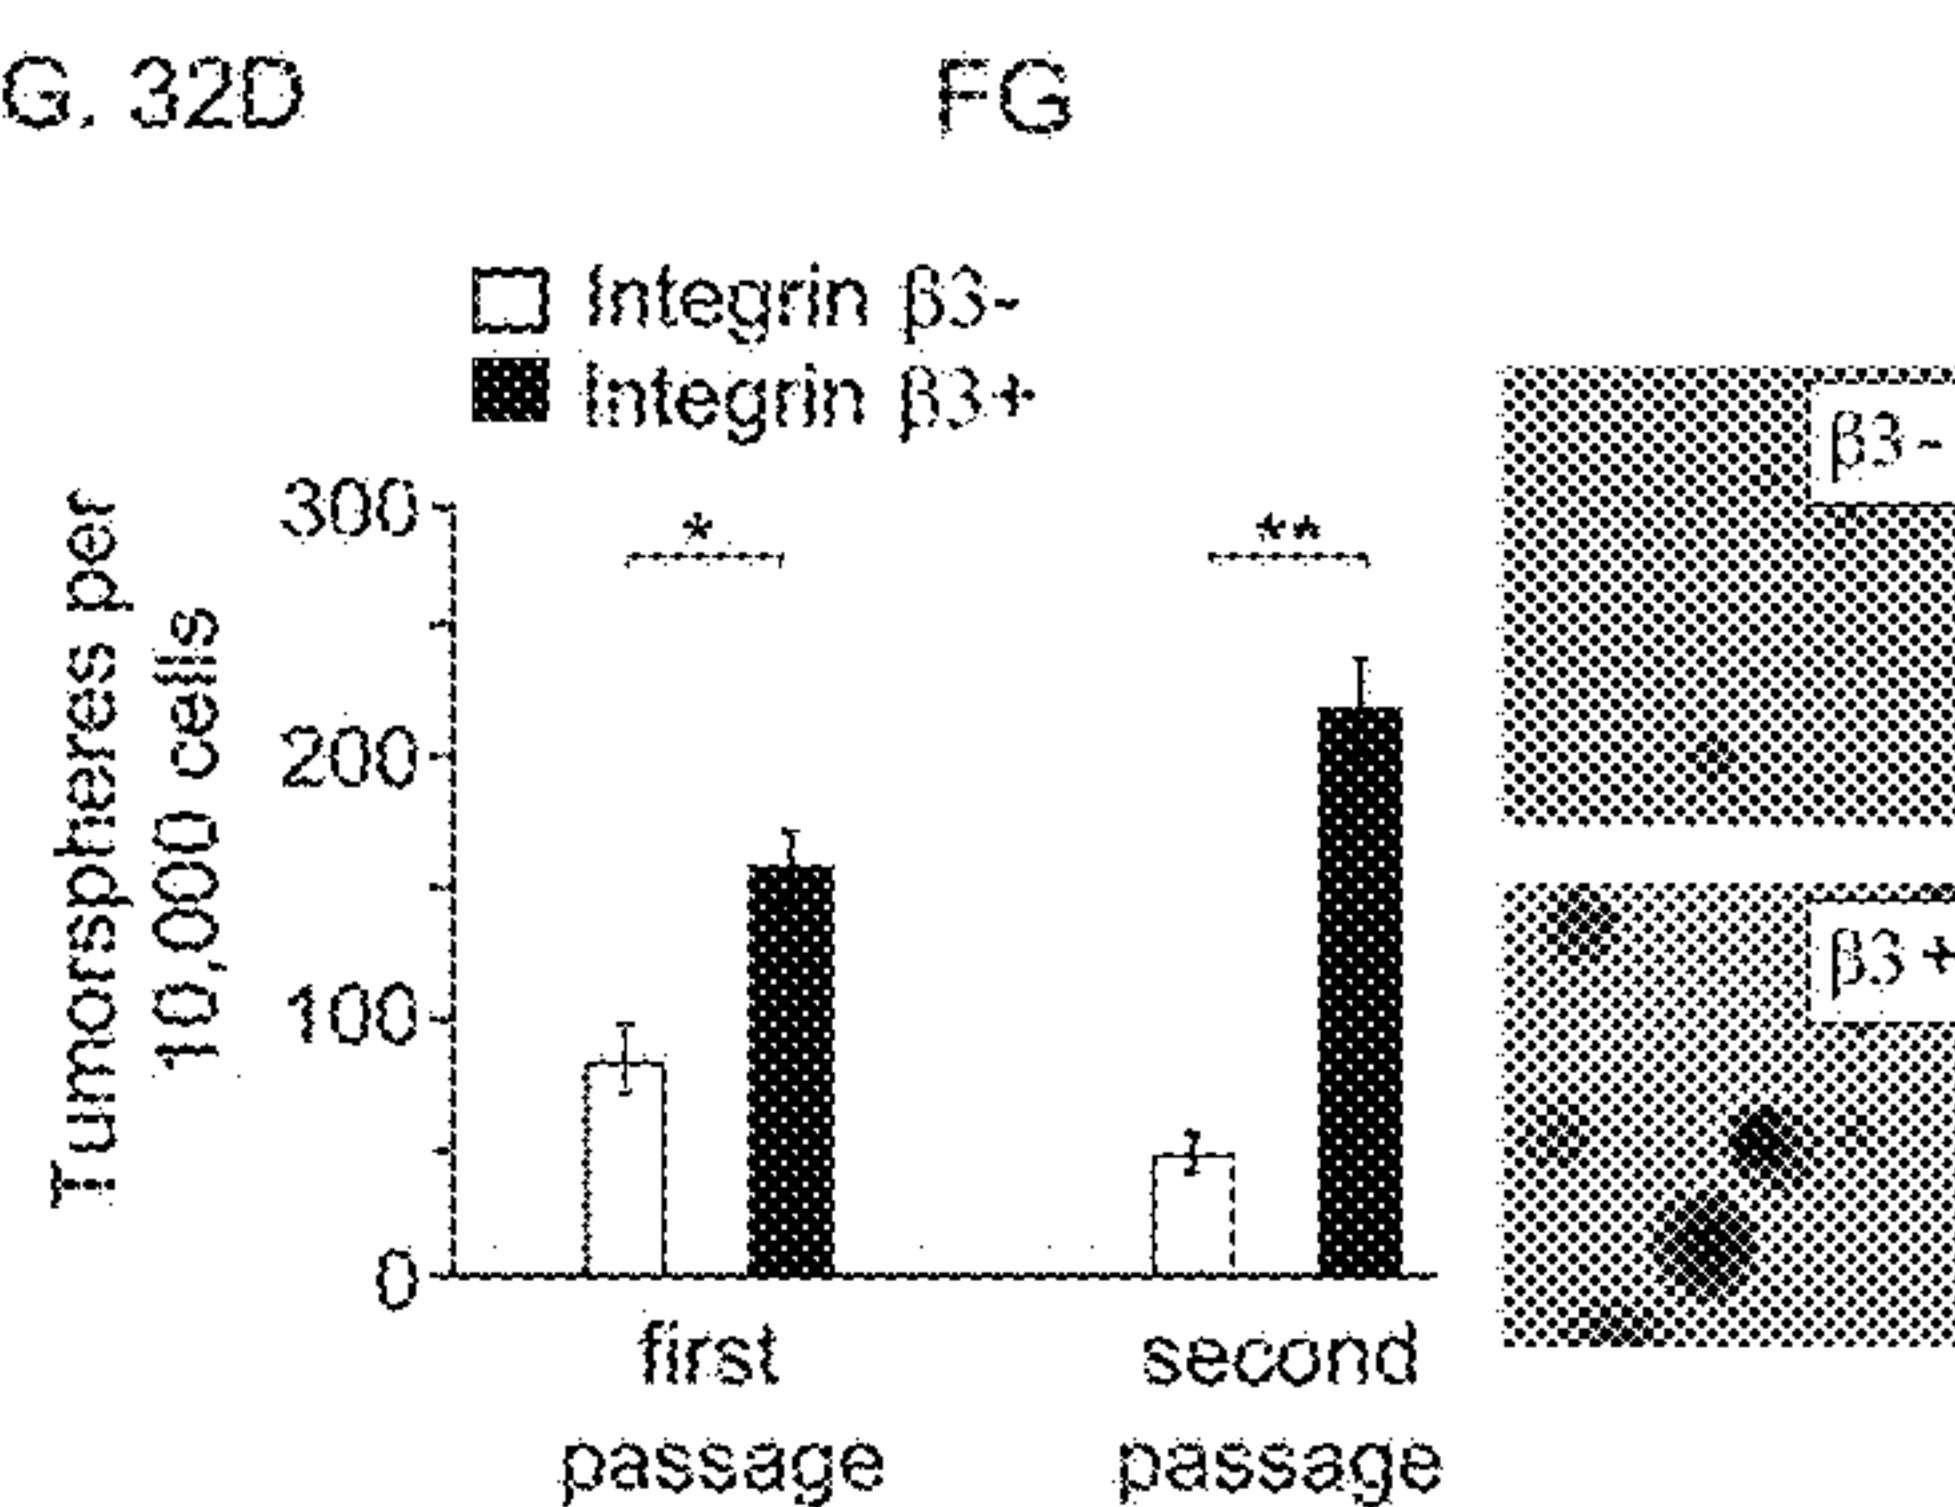 G. 32D
FG
Integrin β3-
Integrin β3+
Tumorspheres per
10,000 cells
300
200
100
0
*
**
first
passage
second
passage
β3 -
β3 +